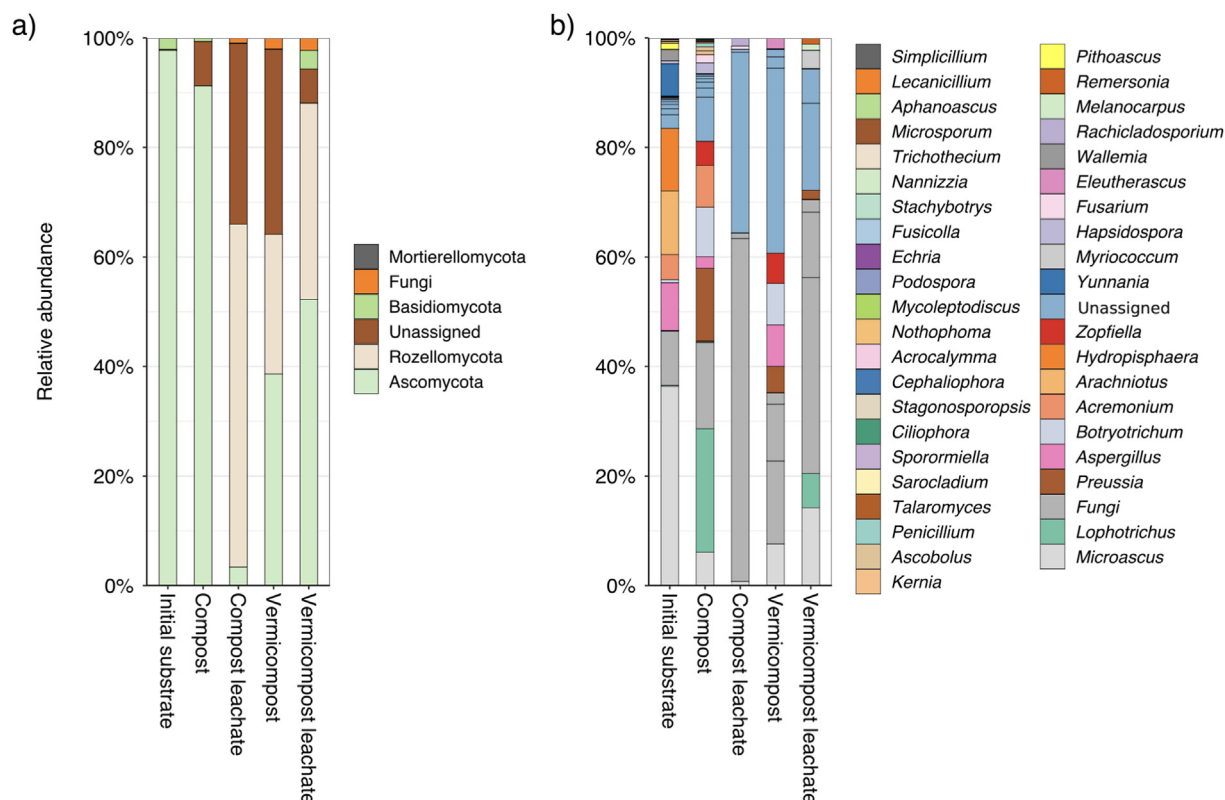 a)
Relative abundance
100%
80%
60%
40%
20%
0%
Initial substrate
Compost
Compost leachate
Vermicompost
Vermicompost leachate
Mortierellomycota
Fungi
Basidiomycota
Unassigned
Rozellomycota
Ascomycota
b)
100%
80%
60%
40%
20%
0%
Initial substrate
Compost
Compost leachate
Vermicompost
Vermicompost leachate
Simplicillium
Lecanicillium
Aphanoascus
Microsporum
Trichothecium
Nannizzia
Stachybotrys
Fusicolla
Echria
Podospora
Mycoleptodiscus
Nothophoma
Acrocalymma
Cephaliophora
Stagonosporopsis
Ciliophora
Sporormiella
Sarocladium
Talaromyces
Penicillium
Ascobolus
Kernia
Pithoascus
Remersonia
Melanocarpus
Rachicladosporium
Wallemia
Eleutherascus
Fusarium
Hapsidospora
Myriococcum
Yunnania
Unassigned
Zopfiella
Hydropisphaera
Arachniotus
Acremonium
Botryotrichum
Aspergillus
Preussia
Fungi
Lophotrichus
Microascus